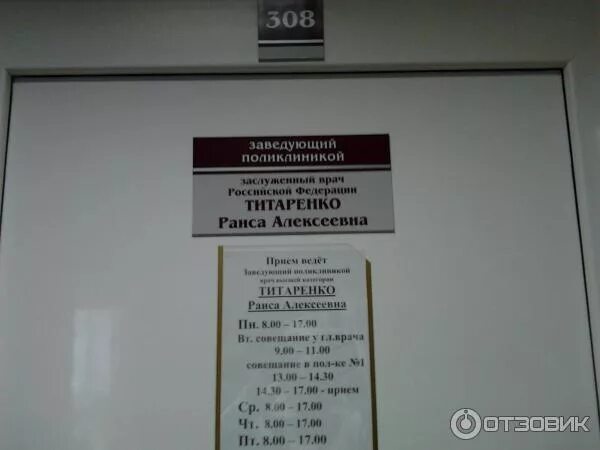 308
заведующий
поликлиникой
заслуженный врач
Российской Федерации
ТИТАРЕНКО
Раиса Алексеевна
Прием ведёт
Заведующий поликлиникой
врач высшей категории
ТИТАРЕНКО
Раиса Алексеевна
Пн. 8.00 – 17.00
Вт. совещание у гл.врача
9.00 – 11.00
совещание в пол-ке №1
13.00 – 14.30
14.30 – 17.00 - прием
Ср. 8.00 – 17.00
Чт. 8.00 – 17.00
Пт. 8.00 – 17.00
ОТЗОВИК